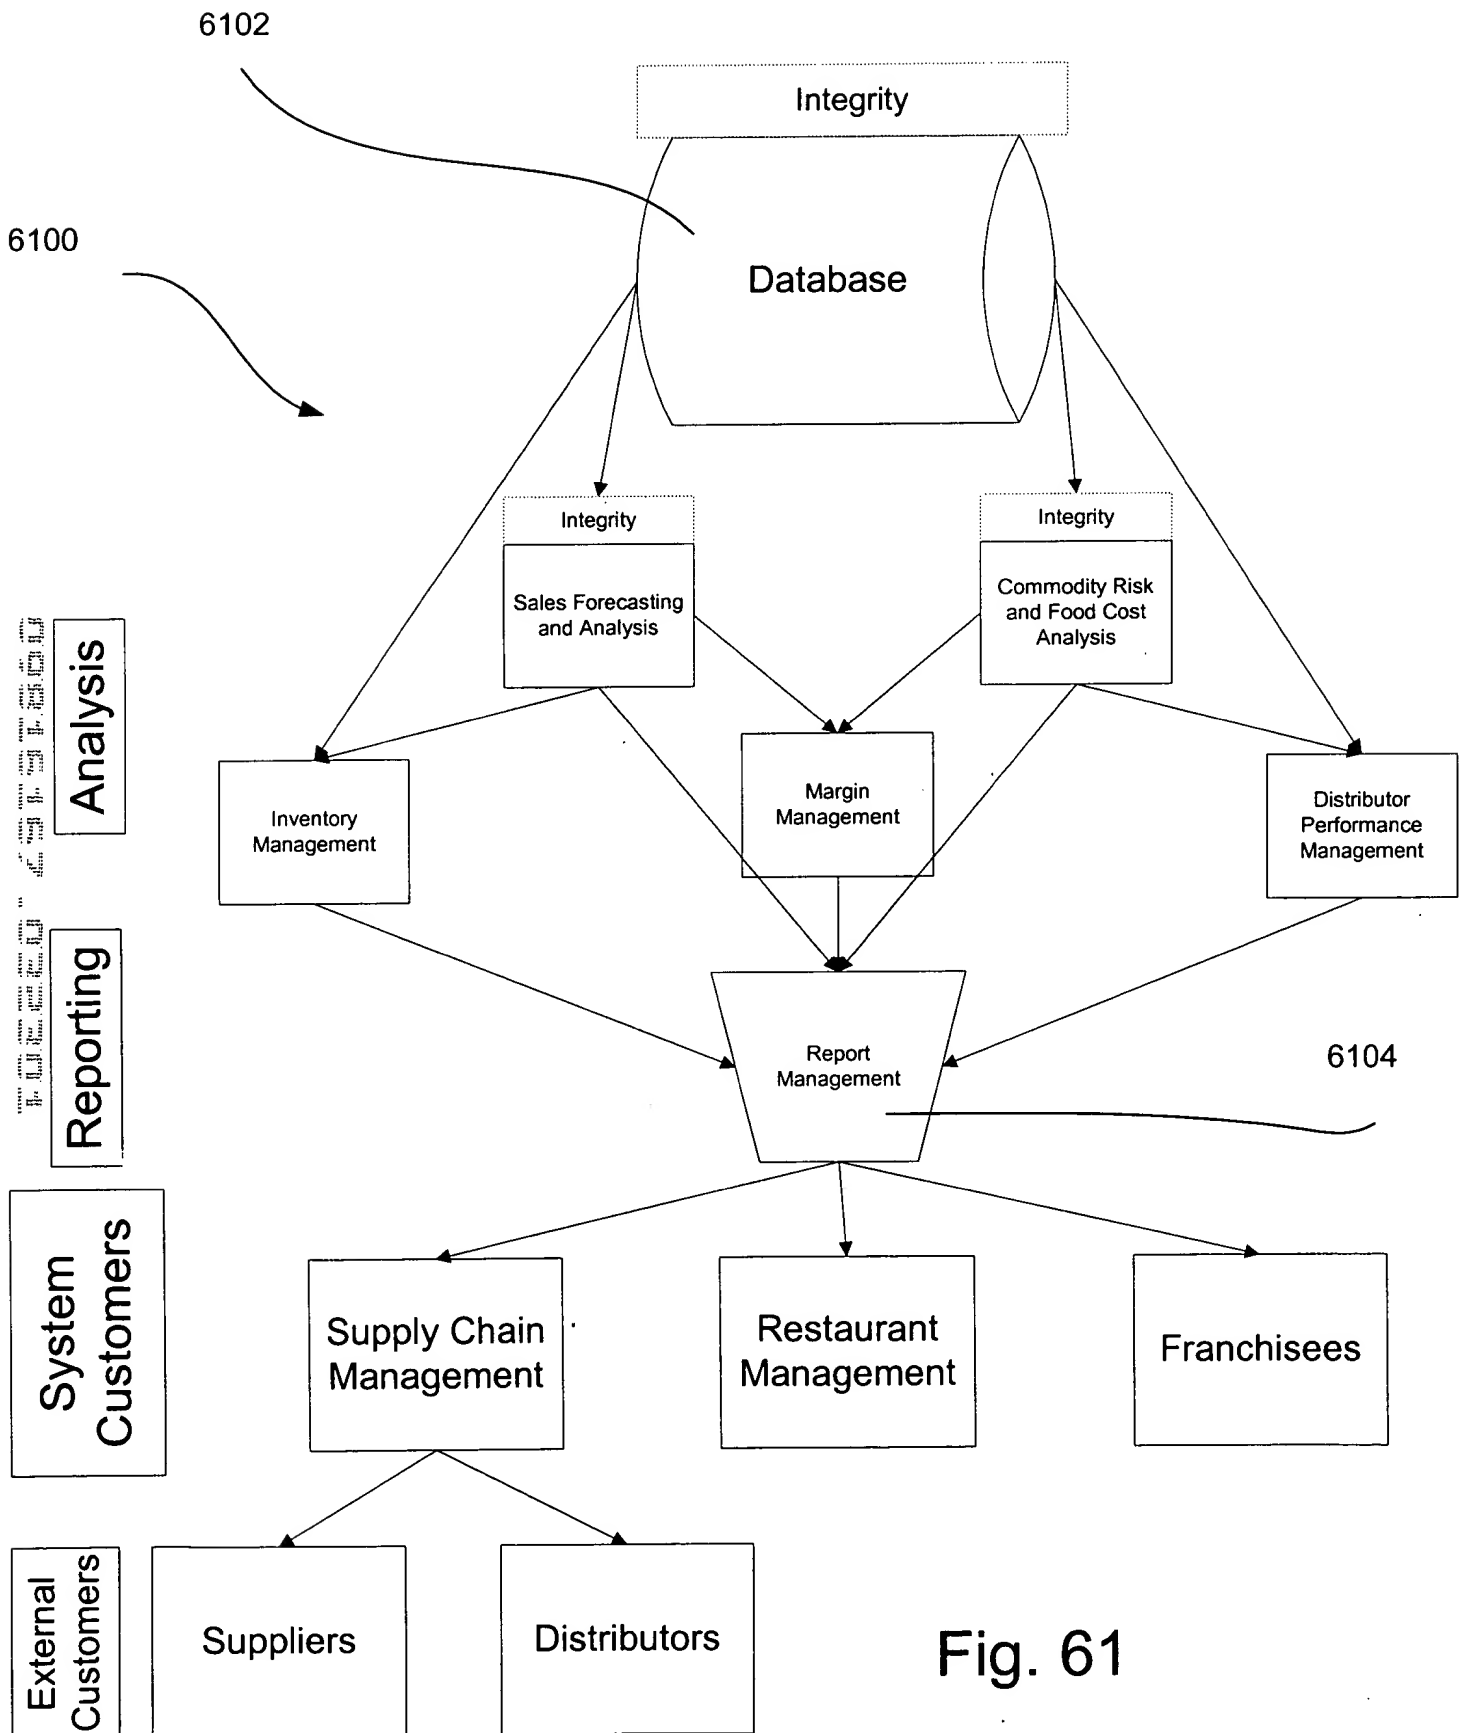 6102
Integrity
6100
Database
Integrity
Integrity
Sales Forecasting
and Analysis
Commodity Risk
and Food Cost
Analysis
Analysis
Inventory
Management
Margin
Management
Distributor
Performance
Management
Reporting
Report
Management
6104
System
Customers
Supply Chain
Management
Restaurant
Management
Franchisees
External
Customers
Suppliers
Distributors
Fig. 61